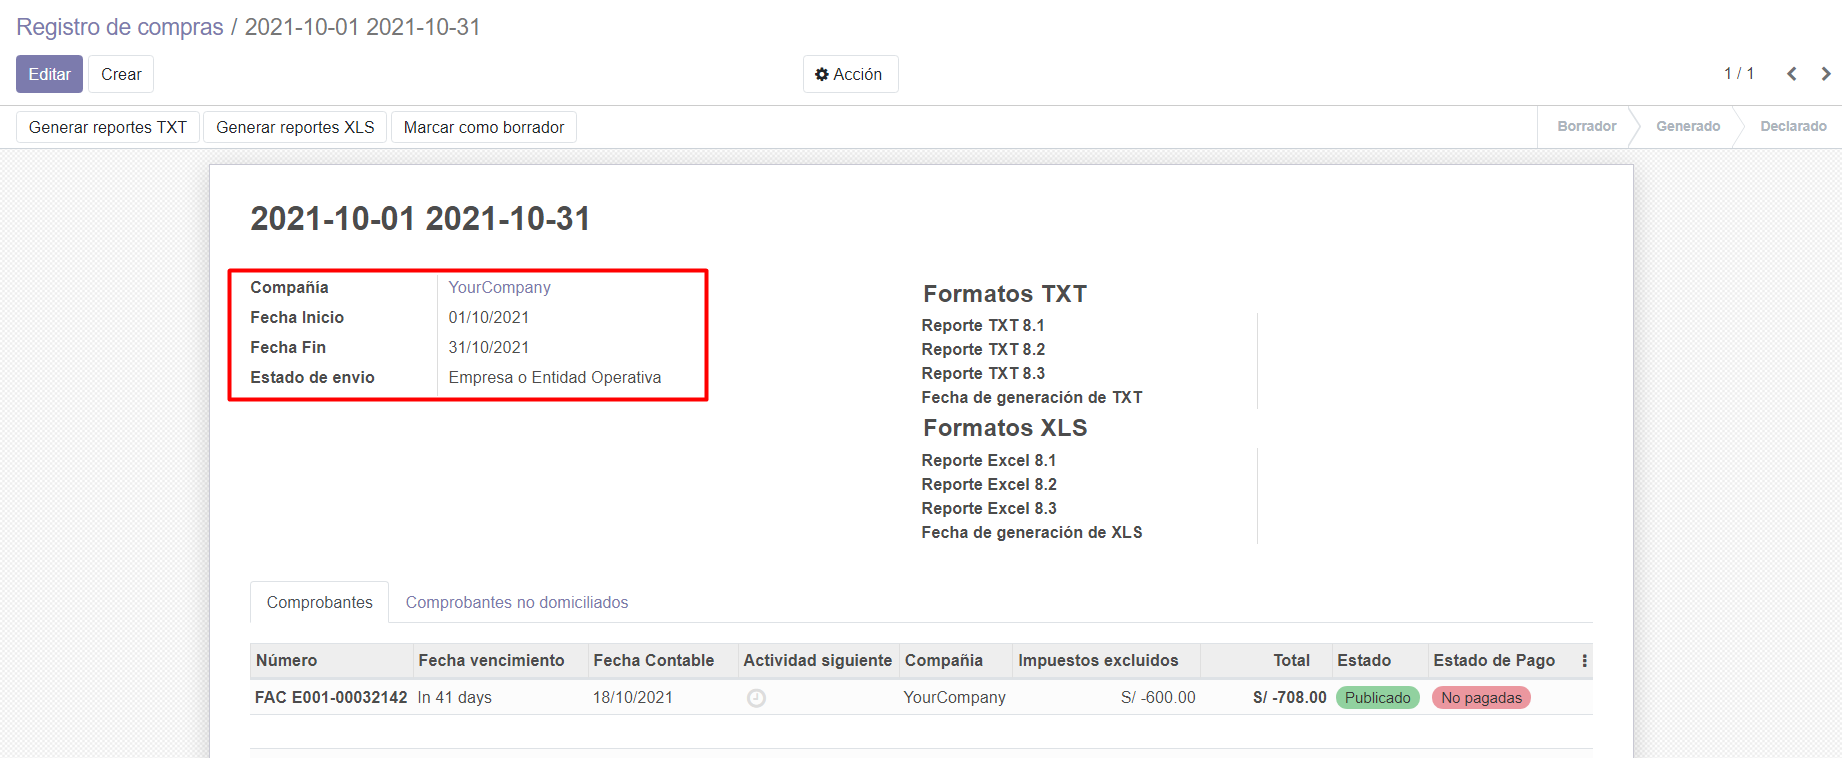 Registro de compras / 2021-10-01 2021-10-31
Editar Crear Acción 1 / 1
Generar reportes TXT Generar reportes XLS Marcar como borrador Borrador Generado Declarado
2021-10-01 2021-10-31
Compañía YourCompany
Fecha Inicio 01/10/2021
Fecha Fin 31/10/2021
Estado de envio Empresa o Entidad Operativa
Formatos TXT
Reporte TXT 8.1
Reporte TXT 8.2
Reporte TXT 8.3
Fecha de generación de TXT
Formatos XLS
Reporte Excel 8.1
Reporte Excel 8.2
Reporte Excel 8.3
Fecha de generación de XLS
Comprobantes Comprobantes no domiciliados
Número Fecha vencimiento Fecha Contable Actividad siguiente Compañia Impuestos excluidos Total Estado Estado de Pago
FAC E001-00032142 In 41 days 18/10/2021 YourCompany S/ -600.00 S/ -708.00 Publicado No pagadas